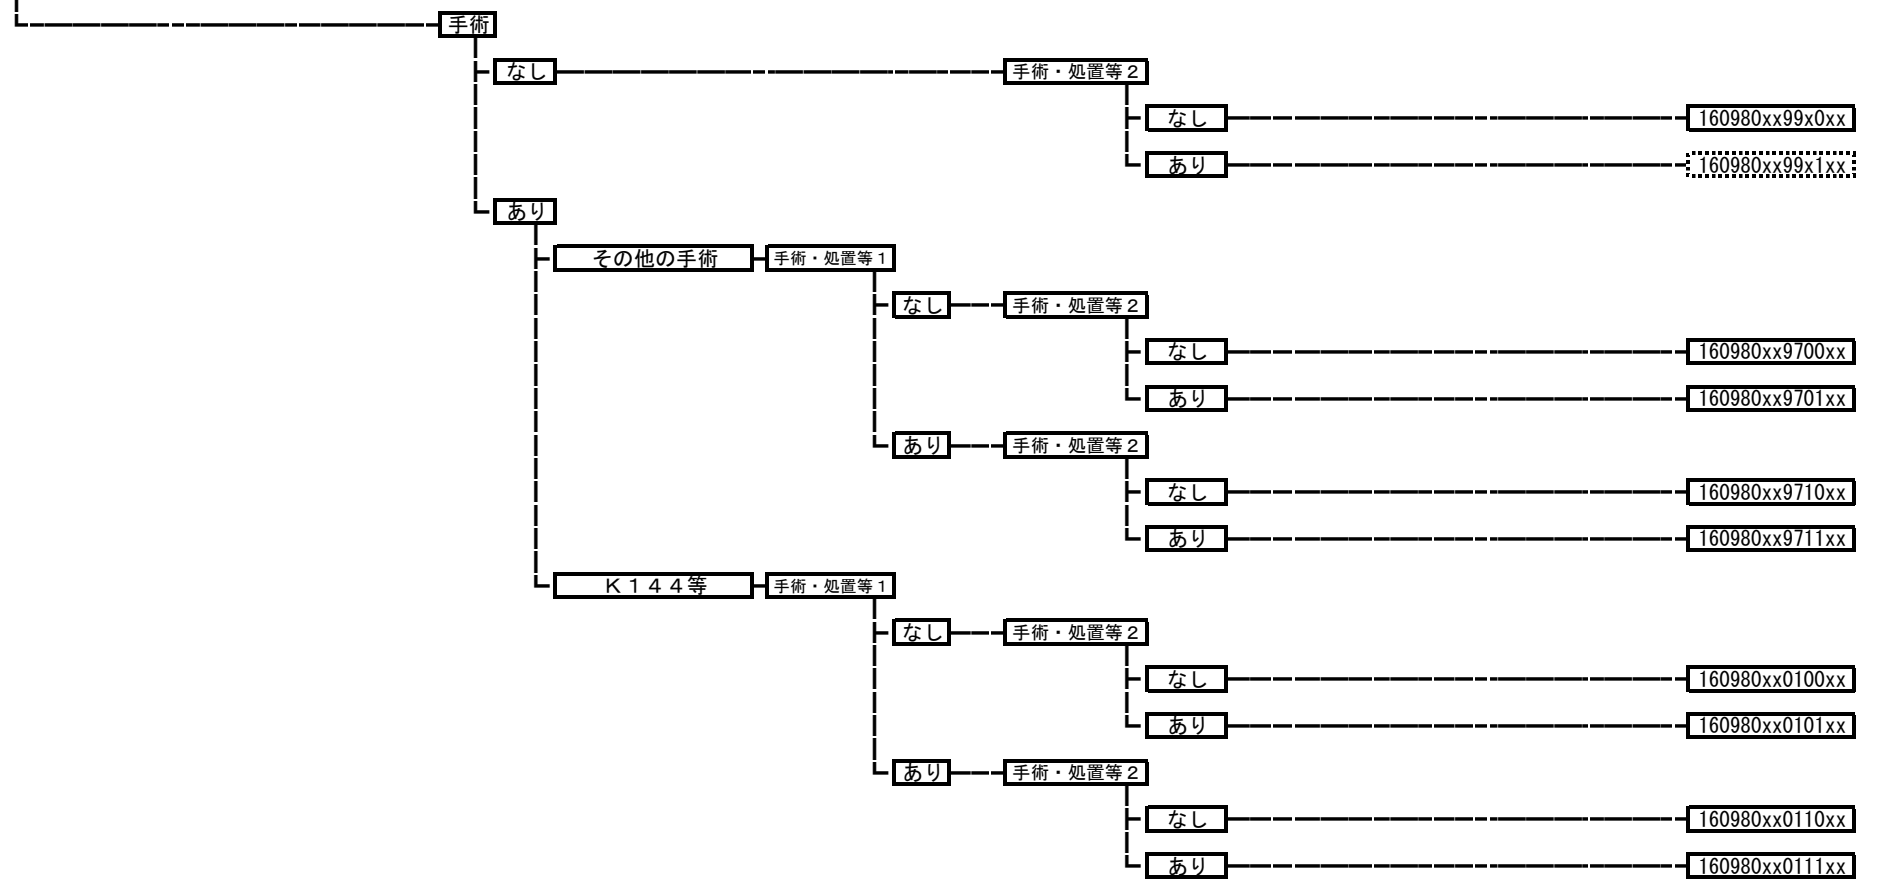 手術
なし 手術・処置等２
なし 160980xx99x0xx
あり 160980xx99x1xx
あり
その他の手術 手術・処置等１
なし 手術・処置等２
なし 160980xx9700xx
あり 160980xx9701xx
あり 手術・処置等２
なし 160980xx9710xx
あり 160980xx9711xx
Ｋ１４４等 手術・処置等１
なし 手術・処置等２
なし 160980xx0100xx
あり 160980xx0101xx
あり 手術・処置等２
なし 160980xx0110xx
あり 160980xx0111xx